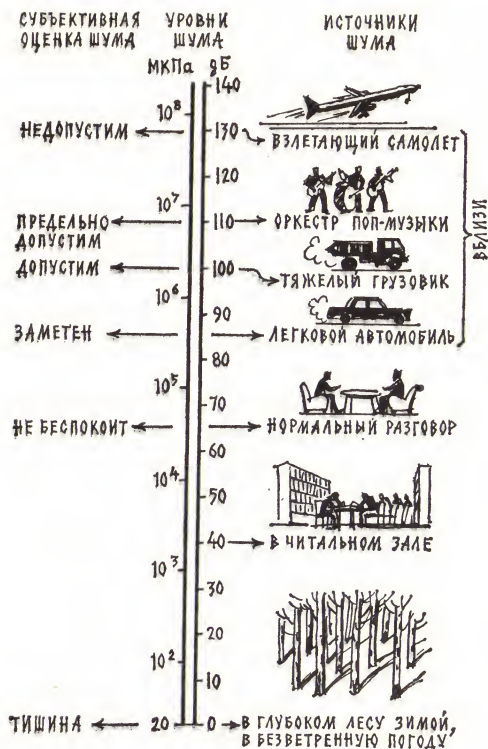 СУБЪЕКТИВНАЯ
ОЦЕНКА ШУМА
УРОВНИ
ШУМА
МКПа дБ
ИСТОЧНИКИ
ШУМА
140
10⁸
НЕДОПУСТИМ
130
ВЗЛЕТАЮЩИЙ САМОЛЕТ
120
10⁷
ПРЕДЕЛЬНО
ДОПУСТИМ
110
ОРКЕСТР ПОП-МУЗЫКИ
ВБЛИЗИ
ДОПУСТИМ
100
ТЯЖЕЛЫЙ ГРУЗОВИК
10⁶
90
ЗАМЕТЕН
ЛЕГКОВОЙ АВТОМОБИЛЬ
80
10⁵
70
НЕ БЕСПОКОИТ
НОРМАЛЬНЫЙ РАЗГОВОР
60
10⁴
50
40
В ЧИТАЛЬНОМ ЗАЛЕ
10³
30
20
10²
10
ТИШИНА
20
0
В ГЛУБОКОМ ЛЕСУ ЗИМОЙ,
В БЕЗВЕТРЕННУЮ ПОГОДУ